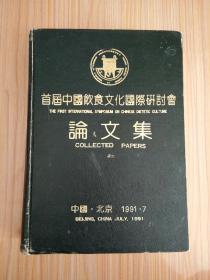 首届中國飲食文化國際研討會
THE FIRST INTERNATIONAL SYMPOSIUM ON CHINESE DIETETIC CULTURE
論文集
COLLECTED PAPERS
中國·北京 1991·7
BEIJING, CHINA JULY, 1991